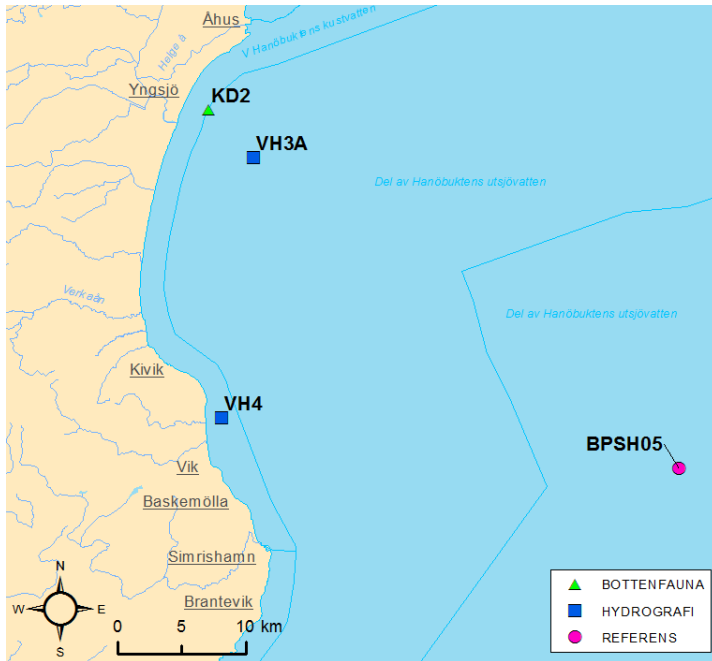 Åhus
V Hanöbuktens kustvatten
Helge å
Yngsjö
KD2
VH3A
Del av Hanöbuktens utsjövatten
Verkaån
Del av Hanöbuktens utsjövatten
Kivik
VH4
BPSH05
Vik
Baskemölla
Simrishamn
Brantevik
N
W
E
S
0 5 10 km
BOTTENFAUNA
HYDROGRAFI
REFERENS